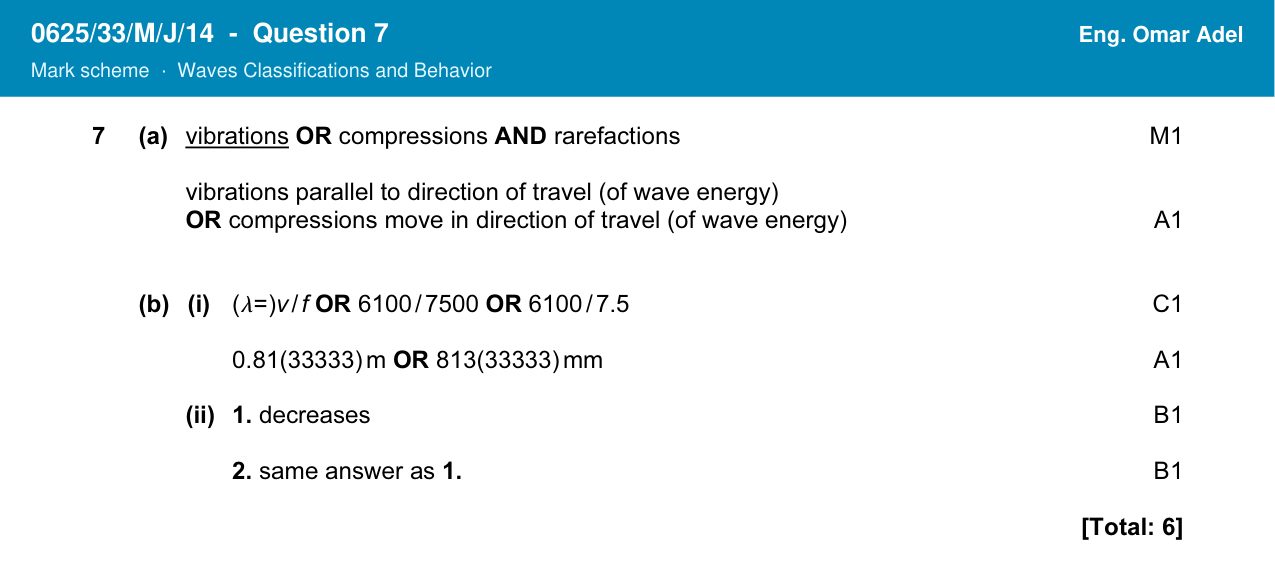 0625/33/M/J/14 - Question 7 Eng. Omar Adel
Mark scheme · Waves Classifications and Behavior
7 (a) vibrations OR compressions AND rarefactions M1
vibrations parallel to direction of travel (of wave energy)
OR compressions move in direction of travel (of wave energy) A1
(b) (i) (λ=)v/f OR 6100/7500 OR 6100/7.5 C1
0.81(33333)m OR 813(33333)mm A1
(ii) 1. decreases B1
2. same answer as 1. B1
[Total: 6]